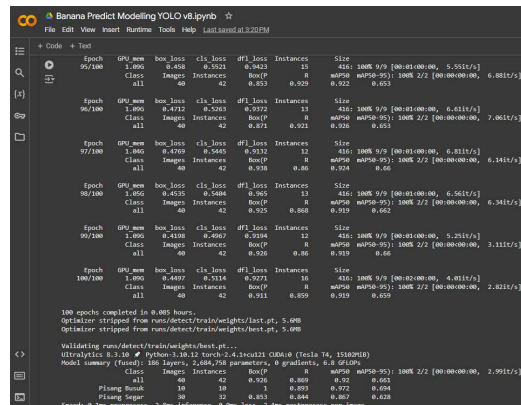 Banana Predict Modelling YOLO v8.ipynb
File Edit View Insert Runtime Tools Help Last saved at 3:20 PM
+ Code + Text
Epoch GPU_mem box_loss cls_loss dfl_loss Instances Size
95/100 1.09G 0.458 0.5521 0.9423 15 416: 100% 9/9 [00:01<00:00, 5.55it/s]
Class Images Instances Box(P R mAP50 mAP50-95): 100% 2/2 [00:00<00:00, 6.88it/s]
all 40 42 0.853 0.929 0.922 0.653
Epoch GPU_mem box_loss cls_loss dfl_loss Instances Size
96/100 1.09G 0.4712 0.5263 0.9372 13 416: 100% 9/9 [00:01<00:00, 6.61it/s]
Class Images Instances Box(P R mAP50 mAP50-95): 100% 2/2 [00:00<00:00, 7.06it/s]
all 40 42 0.871 0.921 0.926 0.653
Epoch GPU_mem box_loss cls_loss dfl_loss Instances Size
97/100 1.04G 0.4769 0.5445 0.9132 12 416: 100% 9/9 [00:01<00:00, 6.81it/s]
Class Images Instances Box(P R mAP50 mAP50-95): 100% 2/2 [00:00<00:00, 6.14it/s]
all 40 42 0.938 0.86 0.924 0.66
Epoch GPU_mem box_loss cls_loss dfl_loss Instances Size
98/100 1.05G 0.4535 0.5404 0.965 13 416: 100% 9/9 [00:01<00:00, 6.56it/s]
Class Images Instances Box(P R mAP50 mAP50-95): 100% 2/2 [00:00<00:00, 6.34it/s]
all 40 42 0.925 0.868 0.919 0.662
Epoch GPU_mem box_loss cls_loss dfl_loss Instances Size
99/100 1.09G 0.4198 0.4967 0.9194 12 416: 100% 9/9 [00:01<00:00, 5.25it/s]
Class Images Instances Box(P R mAP50 mAP50-95): 100% 2/2 [00:00<00:00, 3.11it/s]
all 40 42 0.926 0.86 0.919 0.66
Epoch GPU_mem box_loss cls_loss dfl_loss Instances Size
100/100 1.09G 0.4497 0.5114 0.9271 16 416: 100% 9/9 [00:02<00:00, 4.01it/s]
Class Images Instances Box(P R mAP50 mAP50-95): 100% 2/2 [00:00<00:00, 2.82it/s]
all 40 42 0.911 0.859 0.919 0.659
100 epochs completed in 0.085 hours.
Optimizer stripped from runs/detect/train/weights/last.pt, 5.6MB
Optimizer stripped from runs/detect/train/weights/best.pt, 5.6MB
Validating runs/detect/train/weights/best.pt...
Ultralytics 8.3.10 🚀 Python-3.10.12 torch-2.4.1+cu121 CUDA:0 (Tesla T4, 15102MiB)
Model summary (fused): 186 layers, 2,684,758 parameters, 0 gradients, 6.8 GFLOPs
Class Images Instances Box(P R mAP50 mAP50-95): 100% 2/2 [00:00<00:00, 2.99it/s]
all 40 42 0.926 0.869 0.92 0.661
Pisang Busuk 10 10 1 0.893 0.972 0.694
Pisang Segar 30 32 0.853 0.844 0.867 0.628